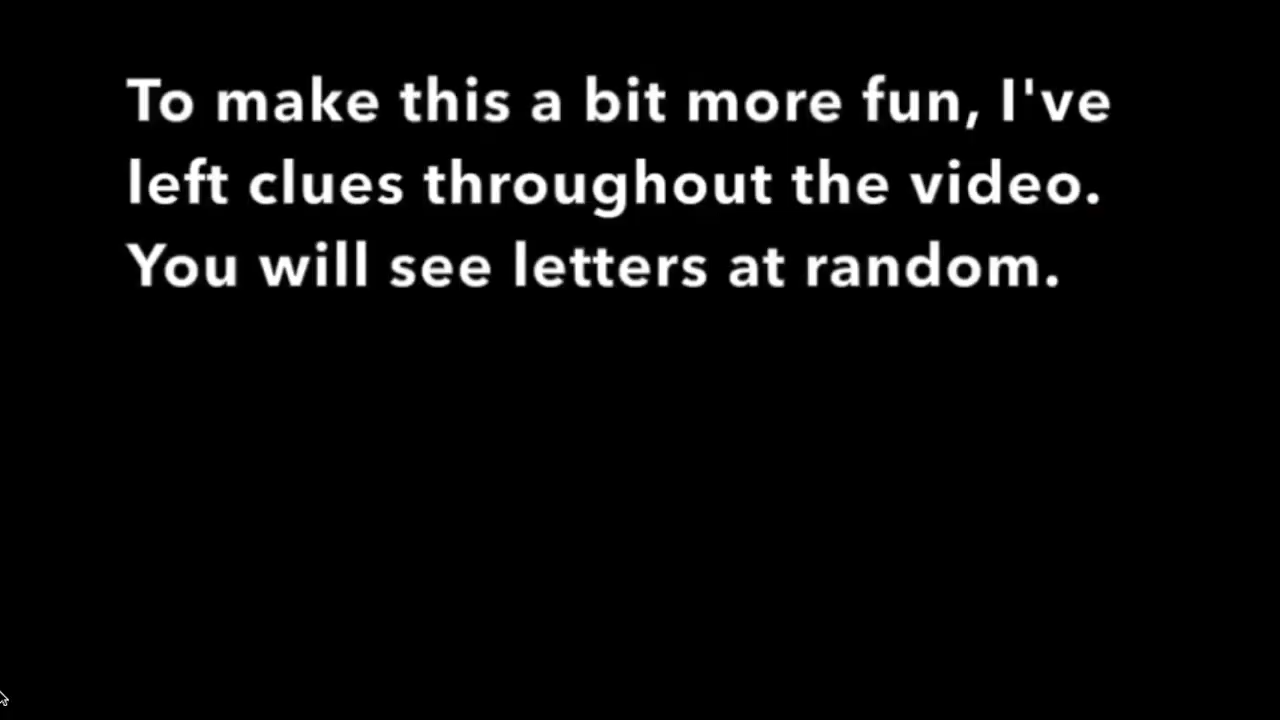 To make this a bit more fun, I've
left clues throughout the video.
You will see letters at random.